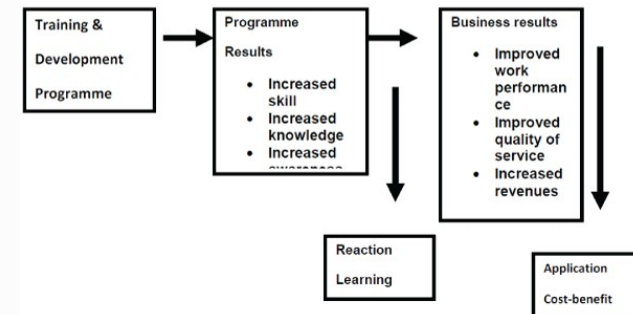 Training &
Development
Programme
Programme
Results
• Increased
skill
• Increased
knowledge
• Increased
Business results
• Improved
work
performan
ce
• Improved
quality of
service
• Increased
revenues
Reaction
Learning
Application
Cost-benefit